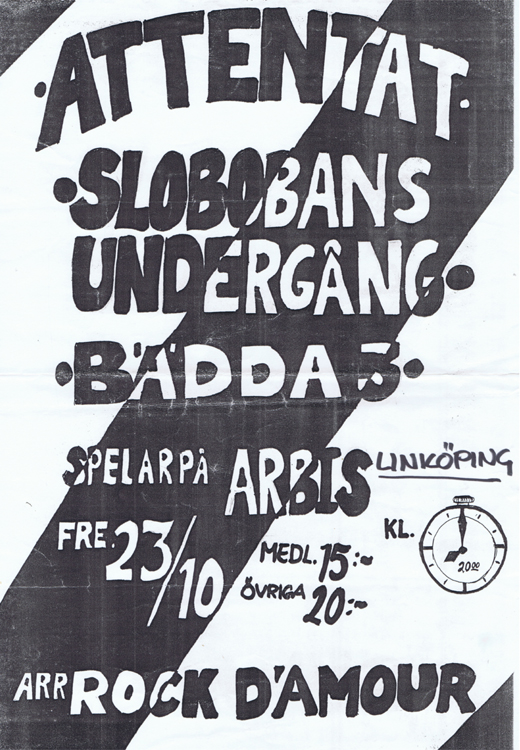 ·ATTENTAT·
·SLOBOBANS
UNDERGÅNG·
·BÄDDA 5·
SPELAR PÅ ARBIS LINKÖPING
FRE. 23/10
MEDL. 15:~
ÖVRIGA 20:~
KL.
20.00
ARR ROCK D'AMOUR